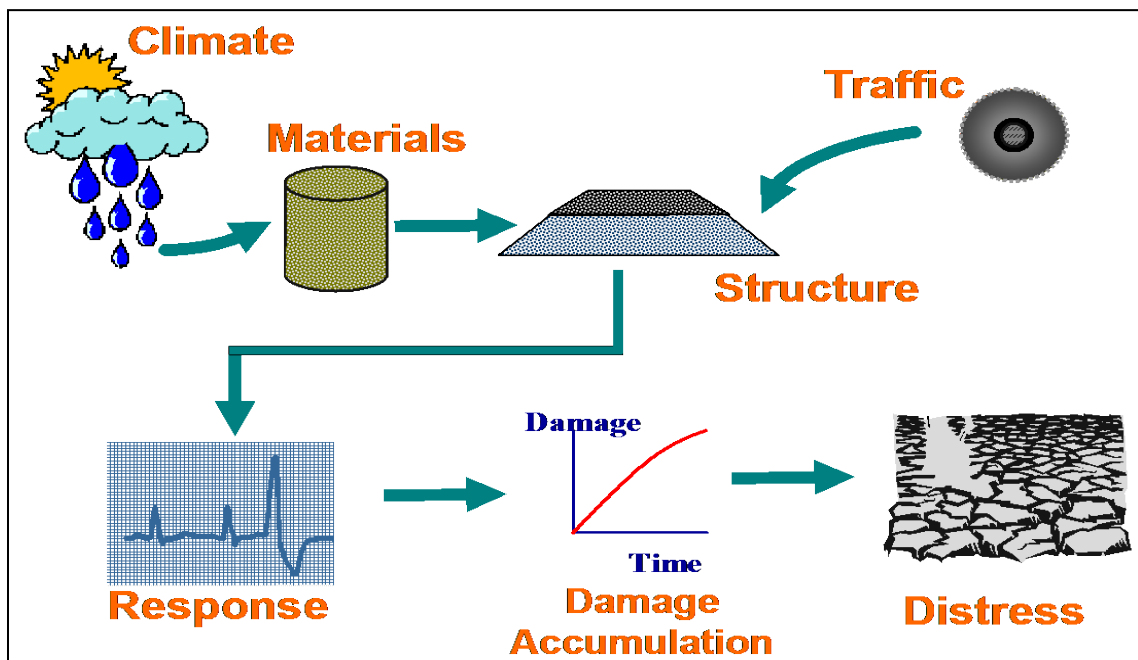 Climate
Traffic
Materials
Structure
Damage
Time
Response
Damage
Accumulation
Distress